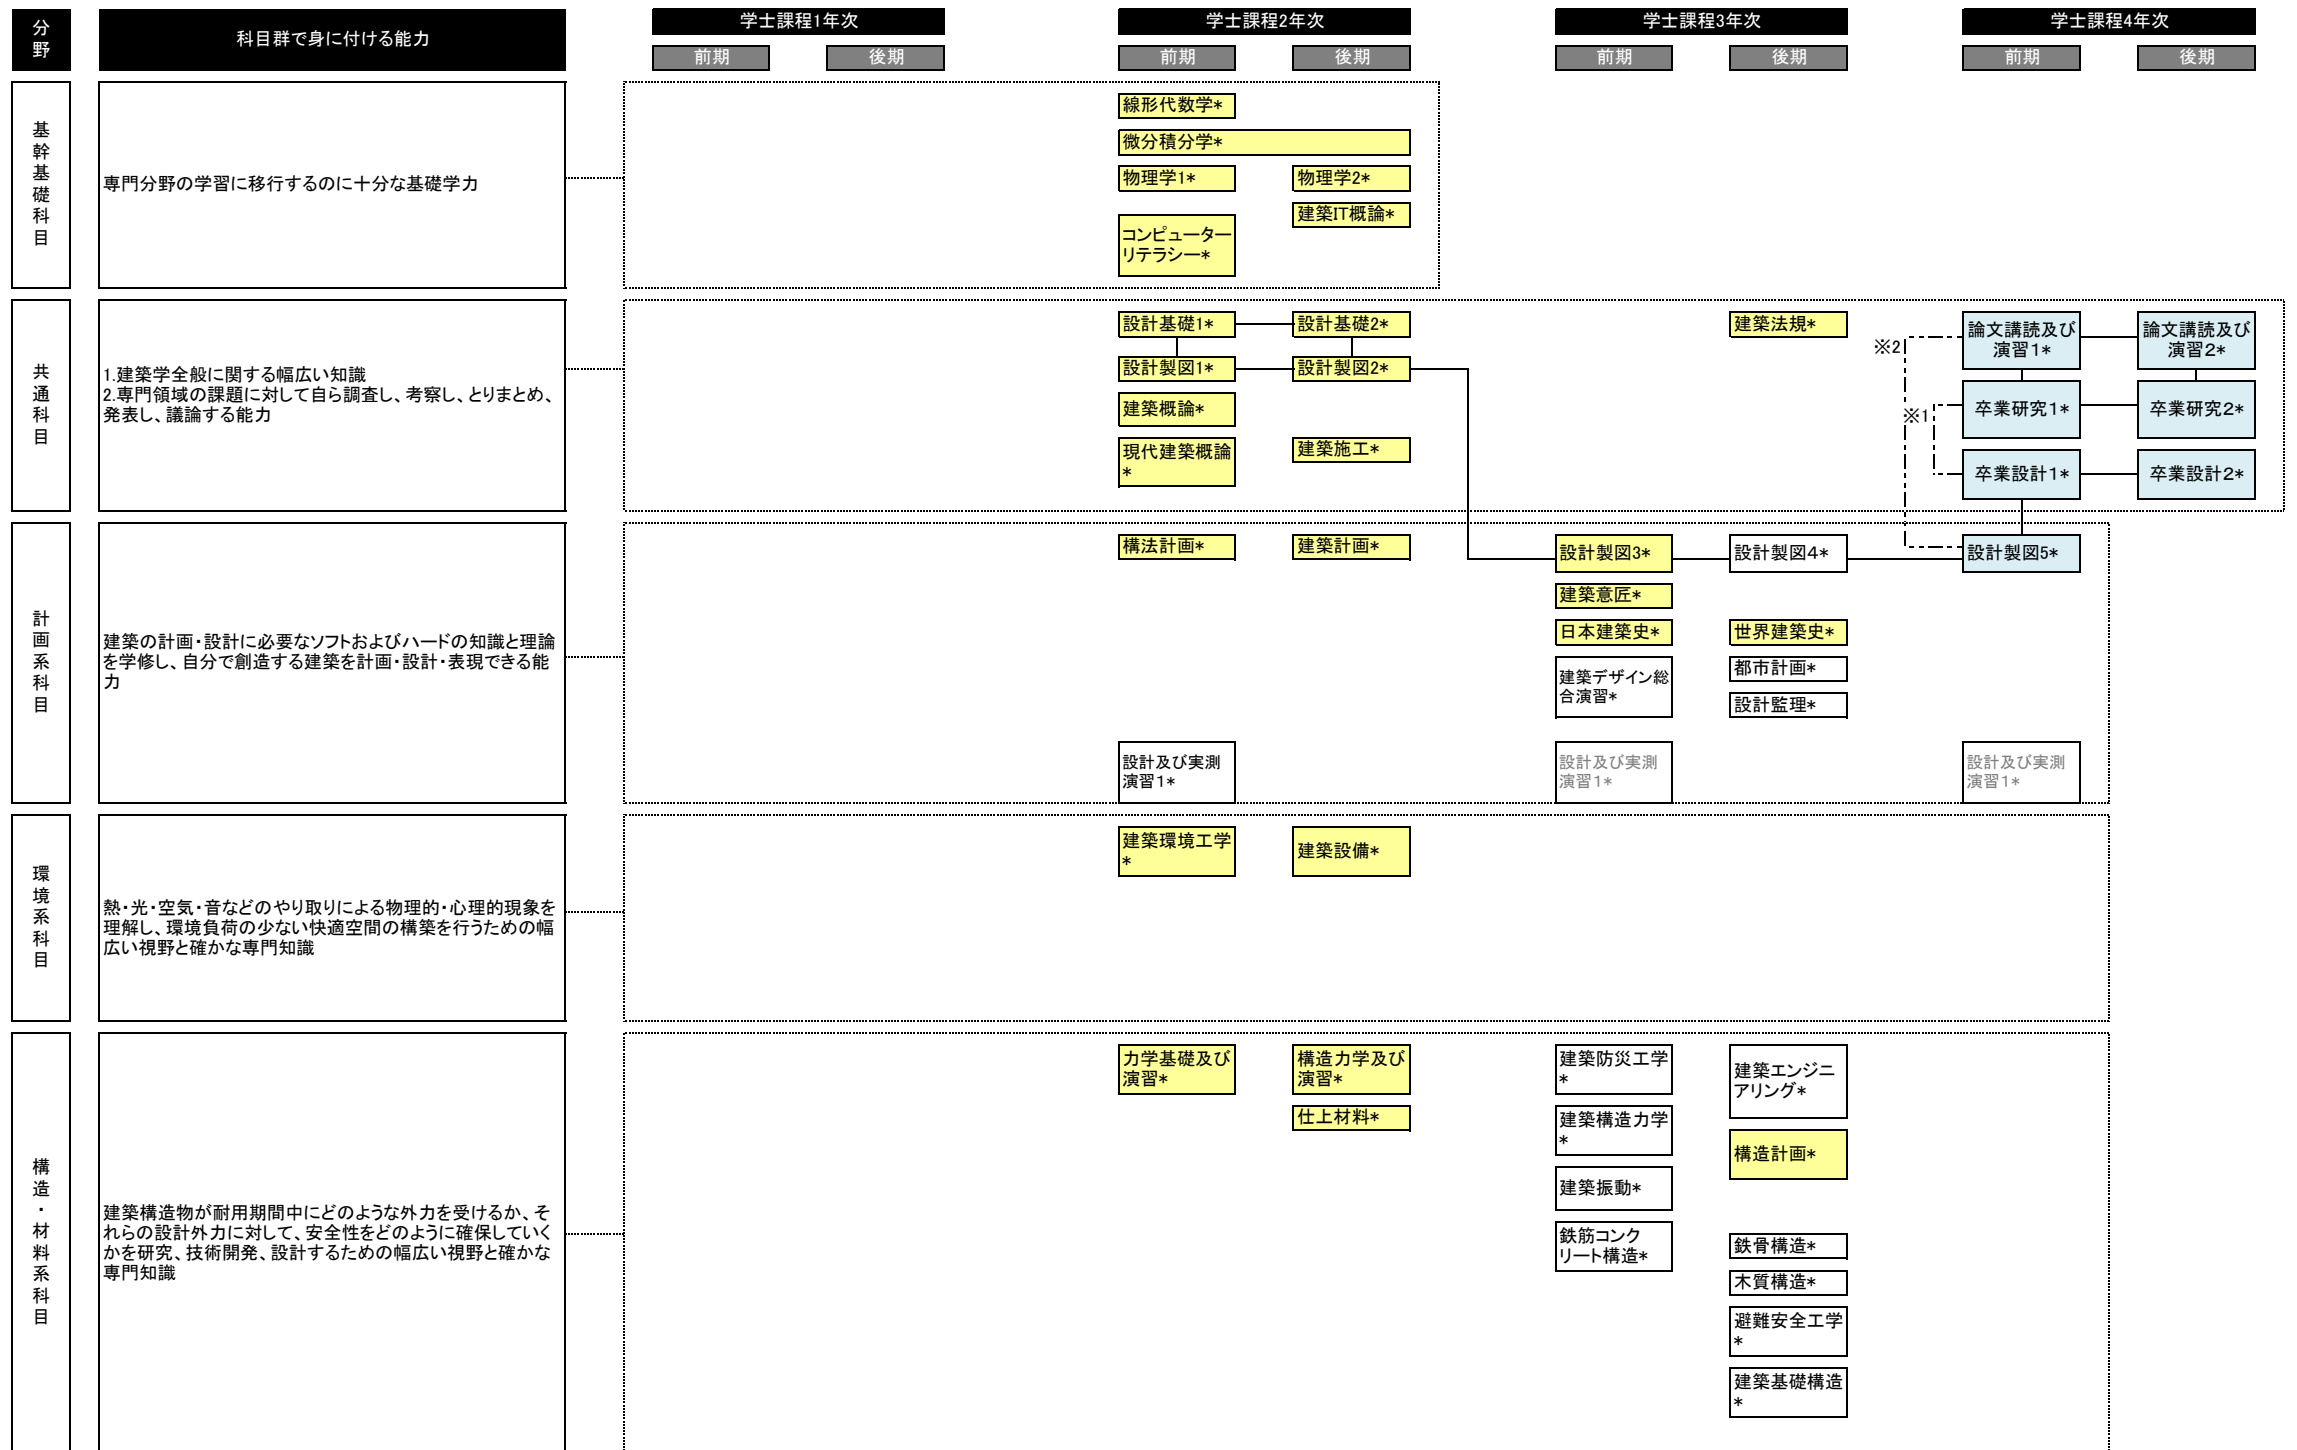 分野
科目群で身に付ける能力
学士課程1年次
学士課程2年次
学士課程3年次
学士課程4年次
前期
後期
前期
後期
前期
後期
前期
後期
基幹基礎科目
専門分野の学習に移行するのに十分な基礎学力
線形代数学*
微分積分学*
物理学1*
物理学2*
建築IT概論*
コンピューター
リテラシー*
共通科目
1.建築学全般に関する幅広い知識
2.専門領域の課題に対して自ら調査し、考察し、とりまとめ、
発表し、議論する能力
設計基礎1*
設計基礎2*
建築法規*
※2
論文講読及び
演習1*
論文講読及び
演習2*
設計製図1*
設計製図2*
建築概論*
※1
卒業研究1*
卒業研究2*
現代建築概論
*
建築施工*
卒業設計1*
卒業設計2*
計画系科目
建築の計画・設計に必要なソフトおよびハードの知識と理論
を学修し、自分で創造する建築を計画・設計・表現できる能
力
構法計画*
建築計画*
設計製図3*
設計製図4*
設計製図5*
建築意匠*
日本建築史*
世界建築史*
建築デザイン総
合演習*
都市計画*
設計監理*
設計及び実測
演習1*
設計及び実測
演習1*
設計及び実測
演習1*
環境系科目
熱・光・空気・音などのやり取りによる物理的・心理的現象を
理解し、環境負荷の少ない快適空間の構築を行うための幅
広い視野と確かな専門知識
建築環境工学
*
建築設備*
構造・材料系科目
建築構造物が耐用期間中にどのような外力を受けるか、そ
れらの設計外力に対して、安全性をどのように確保していく
かを研究、技術開発、設計するための幅広い視野と確かな
専門知識
力学基礎及び
演習*
構造力学及び
演習*
建築防災工学
*
建築エンジニ
アリング*
仕上材料*
建築構造力学
*
構造計画*
建築振動*
鉄筋コンク
リート構造*
鉄骨構造*
木質構造*
避難安全工学
*
建築基礎構造
*